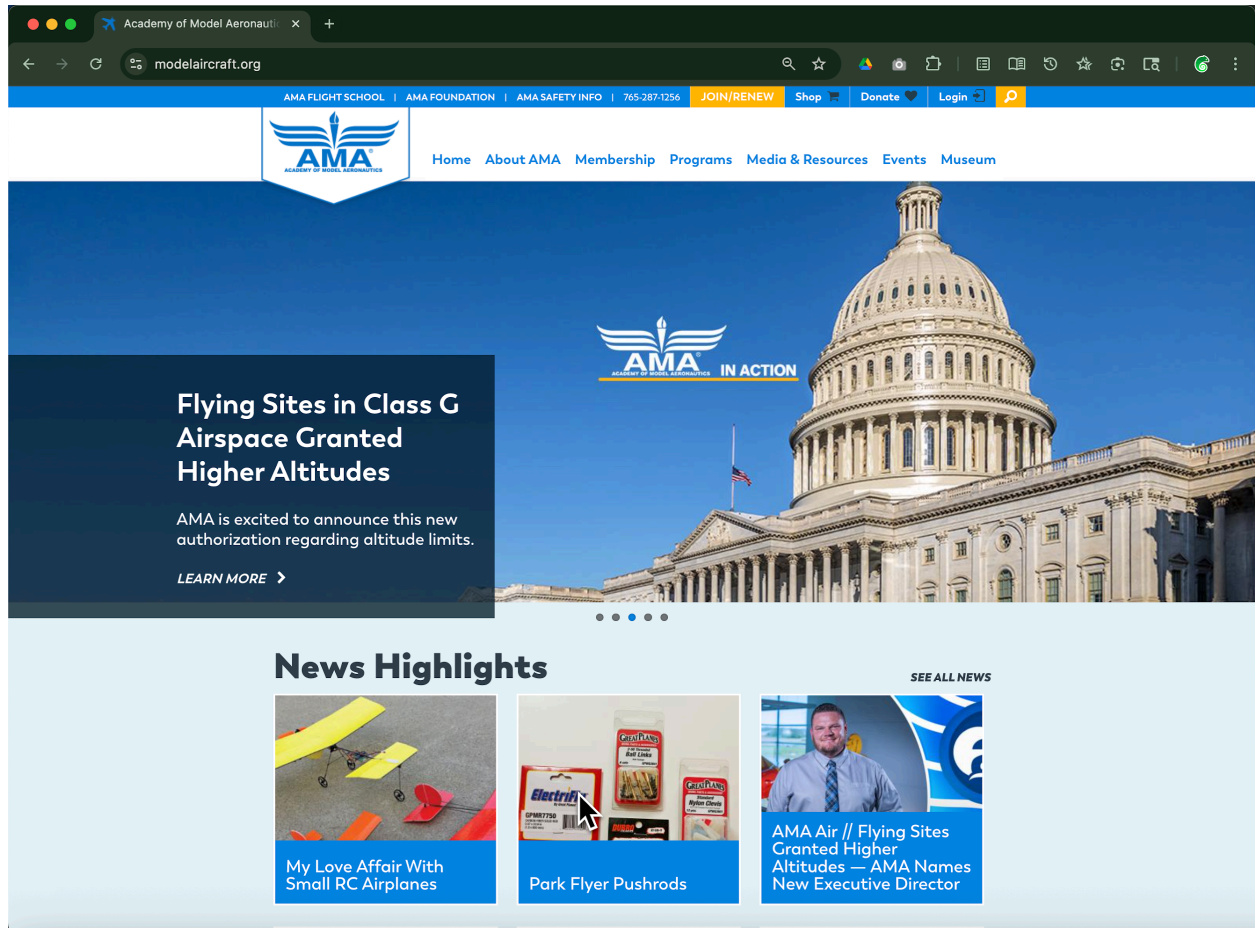 Academy of Model Aeronautic
modelaircraft.org
AMA FLIGHT SCHOOL | AMA FOUNDATION | AMA SAFETY INFO | 765-287-1256 JOIN/RENEW Shop Donate Login
AMA
ACADEMY OF MODEL AERONAUTICS
Home About AMA Membership Programs Media & Resources Events Museum
AMA IN ACTION
ACADEMY OF MODEL AERONAUTICS
Flying Sites in Class G
Airspace Granted
Higher Altitudes
AMA is excited to announce this new
authorization regarding altitude limits.
LEARN MORE
News Highlights
SEE ALL NEWS
GREAT PLANES
Ball Links
ElectriFly
GPMR7750
GREAT PLANES
Nylon Clevis
My Love Affair With
Small RC Airplanes
Park Flyer Pushrods
AMA Air // Flying Sites
Granted Higher
Altitudes — AMA Names
New Executive Director